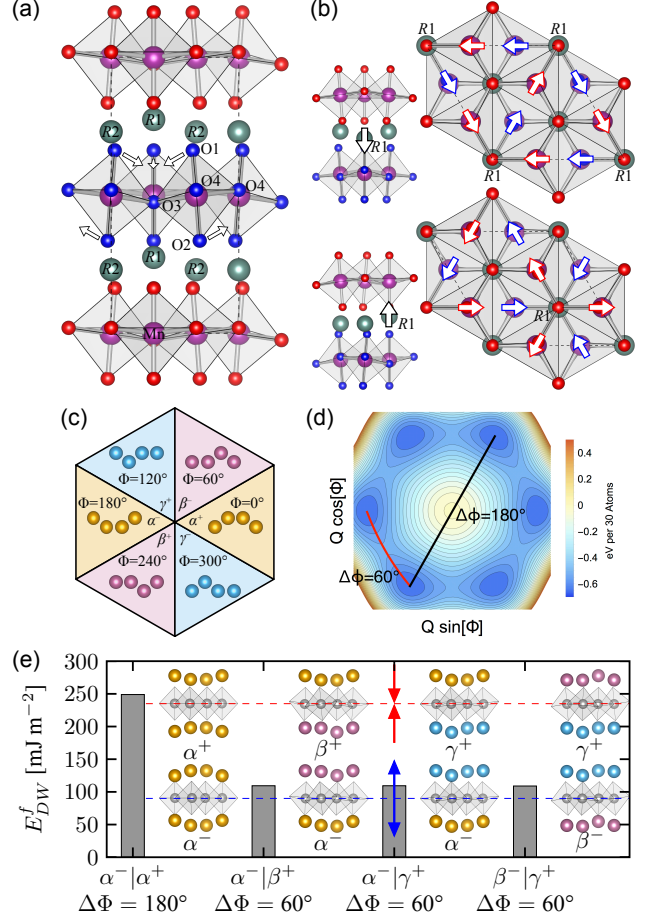 (a)
R1
R2
R2
O1
O4
O4
O3
O2
R2
R1
R2
Mn
(b)
R1
R1
R1
R1
R1
R1
R1
(c)
Φ=120°
Φ=60°
Φ=180°
γ⁺
β⁻
Φ=0°
α⁻
α⁺
β⁺
γ⁻
Φ=240°
Φ=300°
(d)
Q cos[Φ]
Δϕ=180°
Δϕ=60°
Q sin[Φ]
0.4
0.2
0.0
−0.2
−0.4
−0.6
eV per 30 Atoms
(e)
300
250
200
150
100
50
0
E^f_{DW} [mJ m⁻²]
α⁺
β⁺
γ⁺
γ⁺
α⁻
α⁻
α⁻
β⁻
α⁻|α⁺
α⁻|β⁺
α⁻|γ⁺
β⁻|γ⁺
ΔΦ = 180°
ΔΦ = 60°
ΔΦ = 60°
ΔΦ = 60°